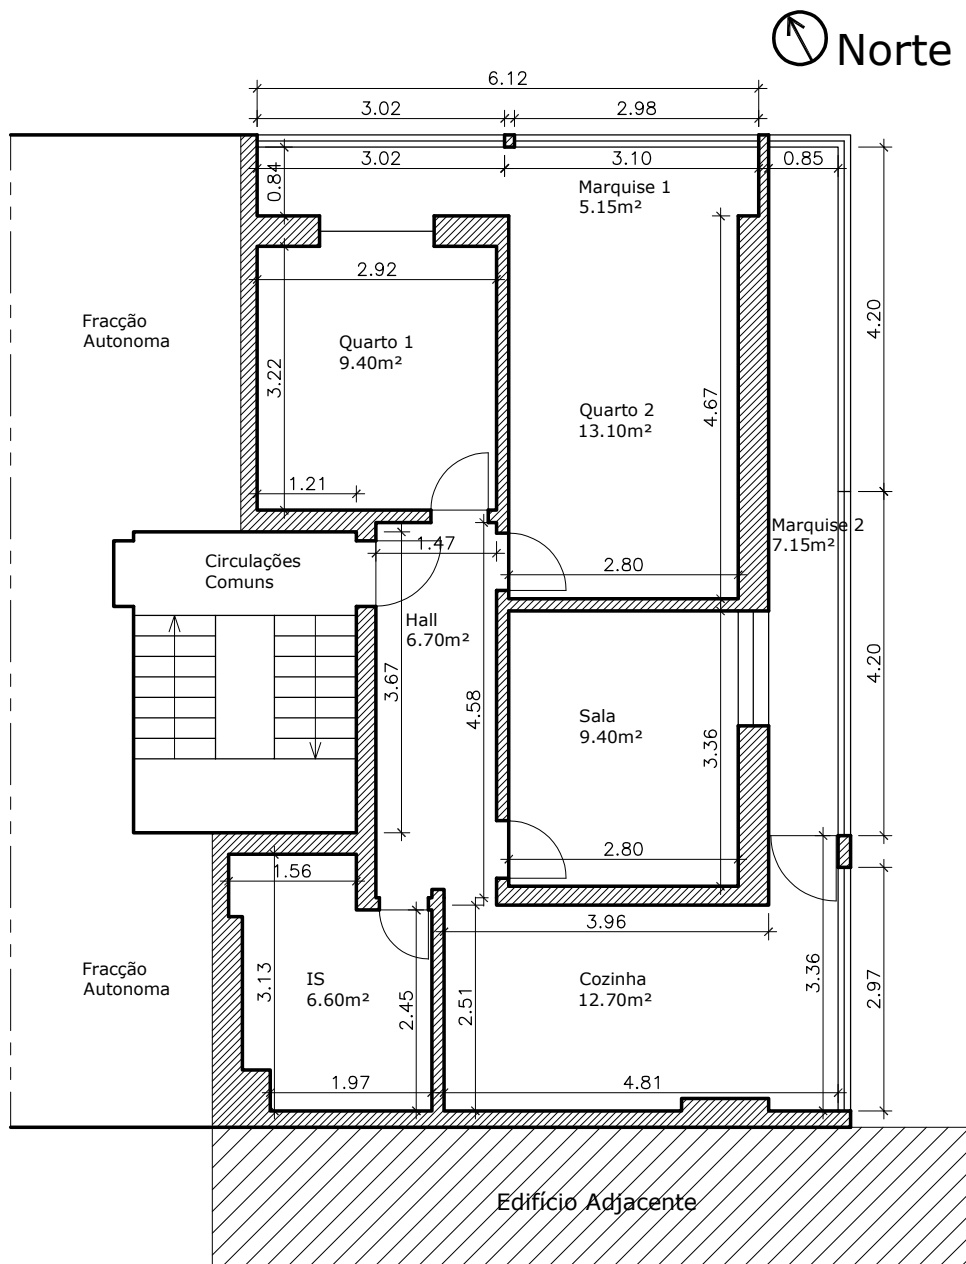 Norte
6.12
3.02
2.98
3.02
3.10
0.85
0.84
Marquise 1
5.15m²
2.92
4.20
Fracção
Autonoma
Quarto 1
9.40m²
3.22
4.67
Quarto 2
13.10m²
1.21
Marquise 2
7.15m²
1.47
Circulações
Comuns
2.80
Hall
6.70m²
4.20
3.67
4.58
Sala
9.40m²
3.36
2.80
1.56
3.96
Fracção
Autonoma
3.13
IS
6.60m²
2.45
2.51
Cozinha
12.70m²
3.36
2.97
1.97
4.81
Edifício Adjacente